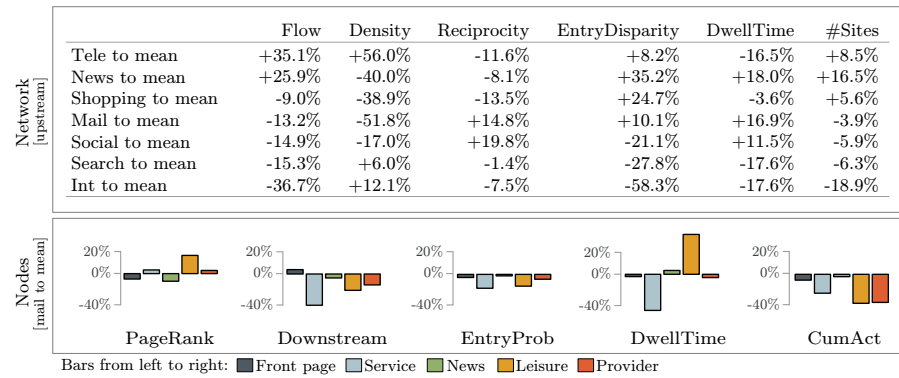 Network
[upstream]
Flow Density Reciprocity EntryDisparity DwellTime #Sites
Tele to mean +35.1% +56.0% -11.6% +8.2% -16.5% +8.5%
News to mean +25.9% -40.0% -8.1% +35.2% +18.0% +16.5%
Shopping to mean -9.0% -38.9% -13.5% +24.7% -3.6% +5.6%
Mail to mean -13.2% -51.8% +14.8% +10.1% +16.9% -3.9%
Social to mean -14.9% -17.0% +19.8% -21.1% +11.5% -5.9%
Search to mean -15.3% +6.0% -1.4% -27.8% -17.6% -6.3%
Int to mean -36.7% +12.1% -7.5% -58.3% -17.6% -18.9%
Nodes
[mail to mean]
20% 20% 20% 20% 20%
0% 0% 0% 0% 0%
-40% -40% -40% -40% -40%
PageRank Downstream EntryProb DwellTime CumAct
Bars from left to right: Front page Service News Leisure Provider